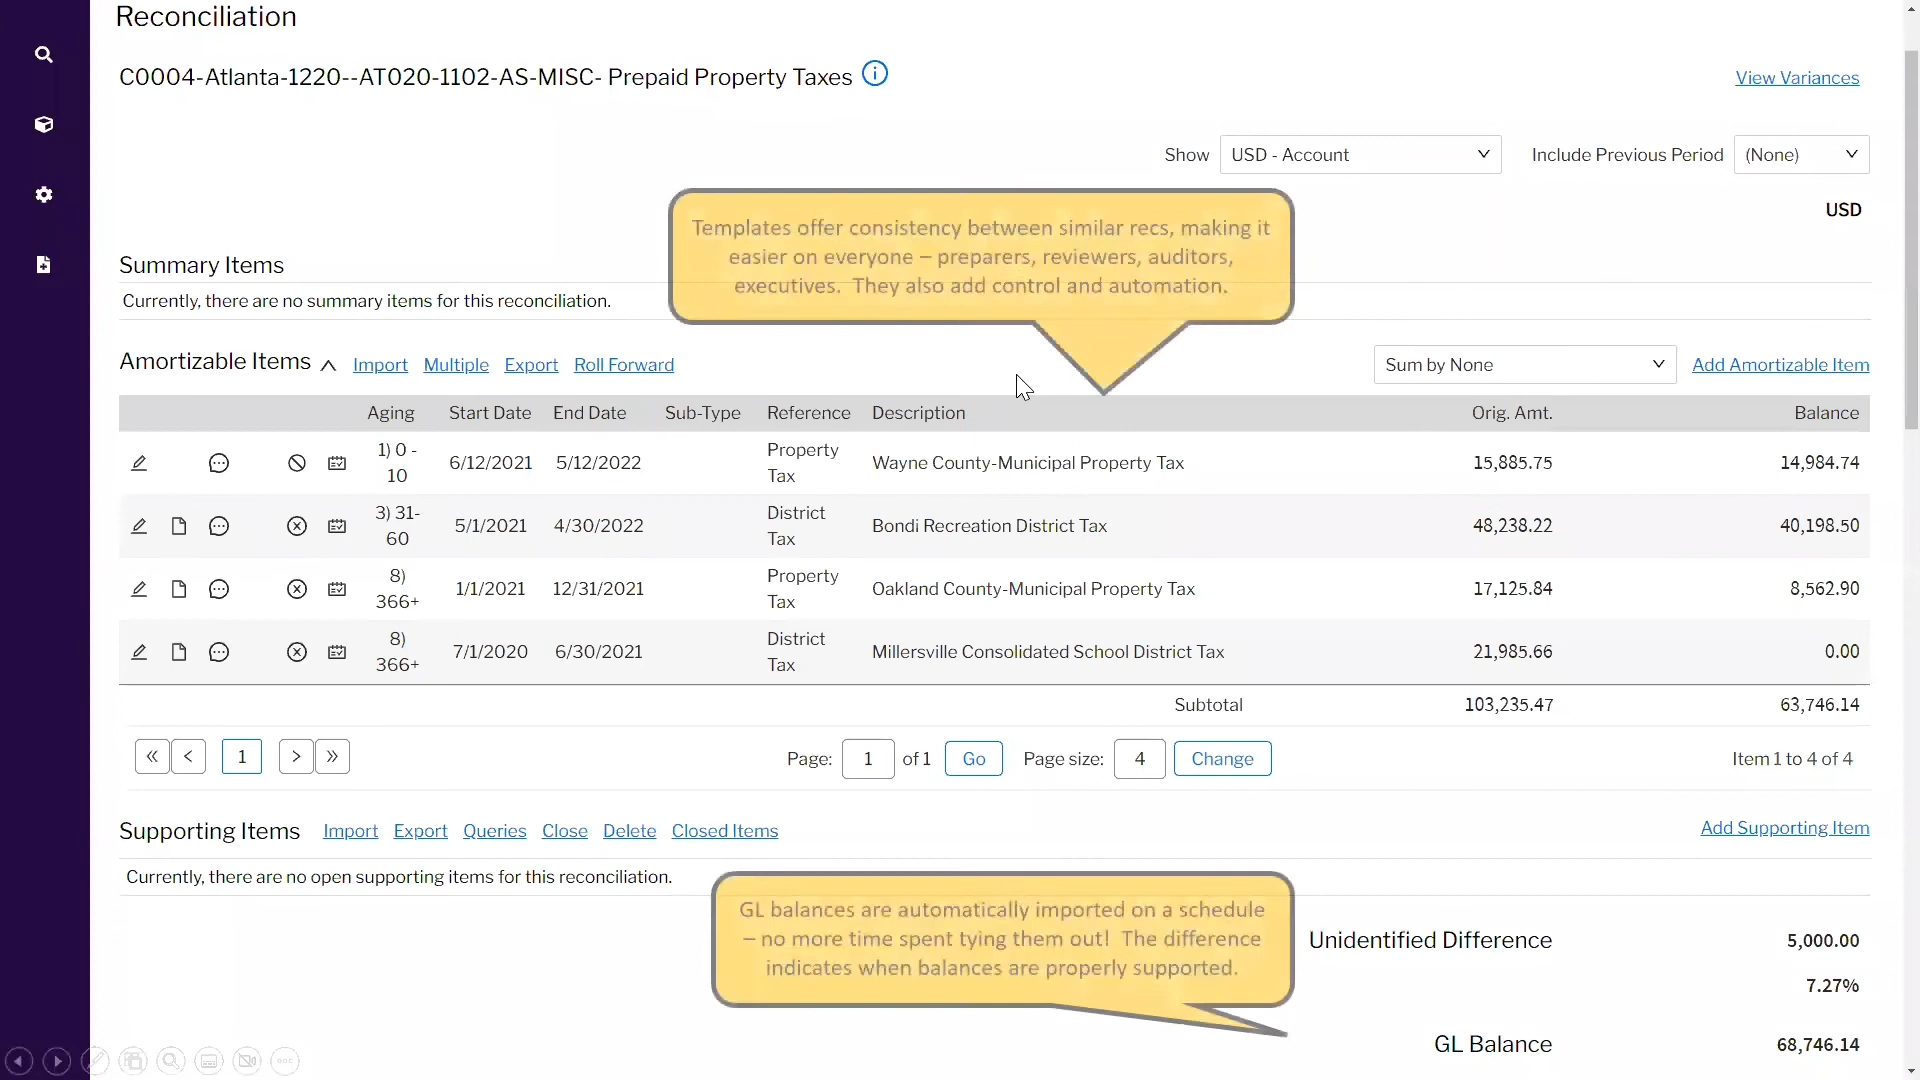 Reconciliation
C0004-Atlanta-1220--AT020-1102-AS-MISC- Prepaid Property Taxes
View Variances
Show USD - Account Include Previous Period (None)
USD
Templates offer consistency between similar recs, making it
easier on everyone – preparers, reviewers, auditors,
executives. They also add control and automation.
Summary Items
Currently, there are no summary items for this reconciliation.
Amortizable Items Import Multiple Export Roll Forward Sum by None Add Amortizable Item
Aging Start Date End Date Sub-Type Reference Description Orig. Amt. Balance
1) 0 - 10 6/12/2021 5/12/2022 Property Tax Wayne County-Municipal Property Tax 15,885.75 14,984.74
3) 31-60 5/1/2021 4/30/2022 District Tax Bondi Recreation District Tax 48,238.22 40,198.50
8) 366+ 1/1/2021 12/31/2021 Property Tax Oakland County-Municipal Property Tax 17,125.84 8,562.90
8) 366+ 7/1/2020 6/30/2021 District Tax Millersville Consolidated School District Tax 21,985.66 0.00
Subtotal 103,235.47 63,746.14
« < 1 > » Page: 1 of 1 Go Page size: 4 Change Item 1 to 4 of 4
Supporting Items Import Export Queries Close Delete Closed Items Add Supporting Item
Currently, there are no open supporting items for this reconciliation.
GL balances are automatically imported on a schedule
– no more time spent tying them out! The difference
indicates when balances are properly supported.
Unidentified Difference 5,000.00
7.27%
GL Balance 68,746.14